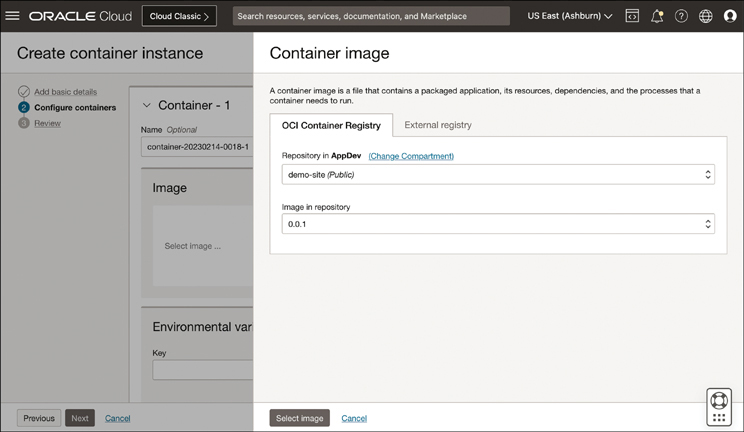 ORACLE Cloud
Cloud Classic >
Search resources, services, documentation, and Marketplace
US East (Ashburn)
Create container instance
Add basic details
2 Configure containers
3 Review
Container - 1
Name Optional
container-20230214-0018-1
Image
Select image ...
Environmental var
Key
Previous
Next
Cancel
Container image
A container image is a file that contains a packaged application, its resources, dependencies, and the processes that a
container needs to run.
OCI Container Registry
External registry
Repository in AppDev (Change Compartment)
demo-site (Public)
Image in repository
0.0.1
Select image
Cancel